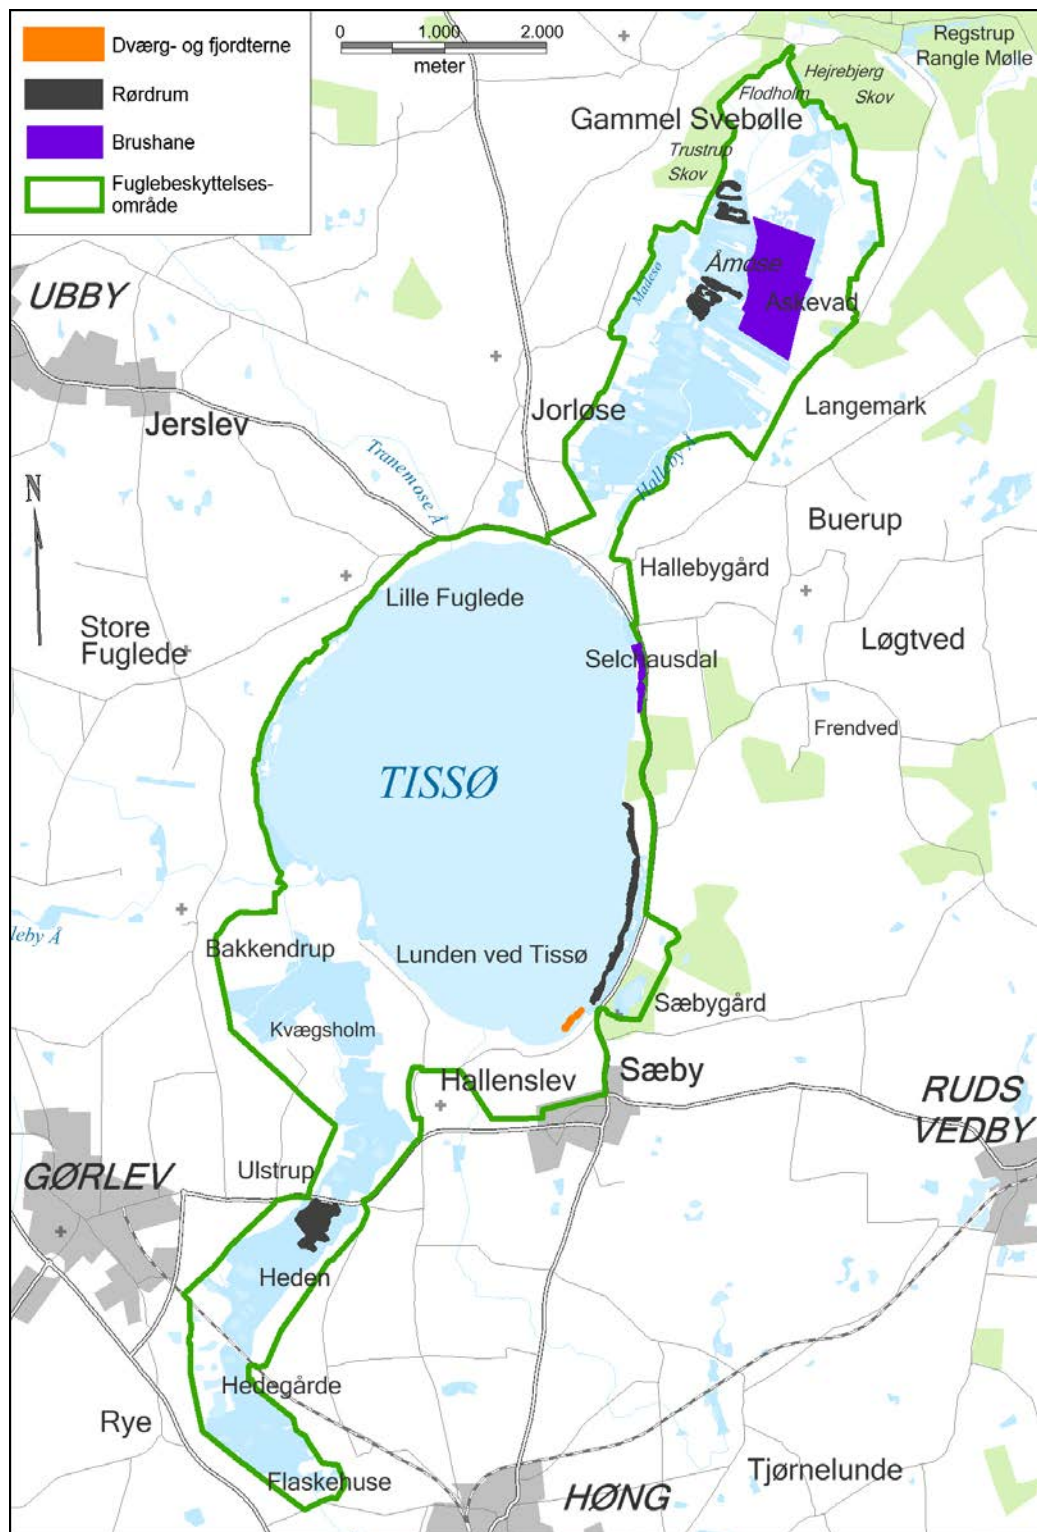 Dværg- og fjordterne
Rørdrum
Brushane
Fuglebeskyttelses-
område
0 1.000 2.000
meter
Regstrup
Rangle Mølle
Hejrebjerg
Skov
Flodholm
Gammel Svebølle
Trustrup
Skov
UBBY
Åmose
Madesø
Askevad
Jorløse
Langemark
Jerslev
Tranemose Å
Halleby Å
N
Buerup
Hallebygård
Lille Fuglede
Store
Fuglede
Løgtved
Selchausdal
Frendved
TISSØ
leby Å
Bakkendrup
Lunden ved Tissø
Sæbygård
Kvægsholm
Hallenslev
Sæby
RUDS
VEDBY
GØRLEV
Ulstrup
Heden
Hedegårde
Rye
Flaskehuse
Tjørnelunde
HØNG